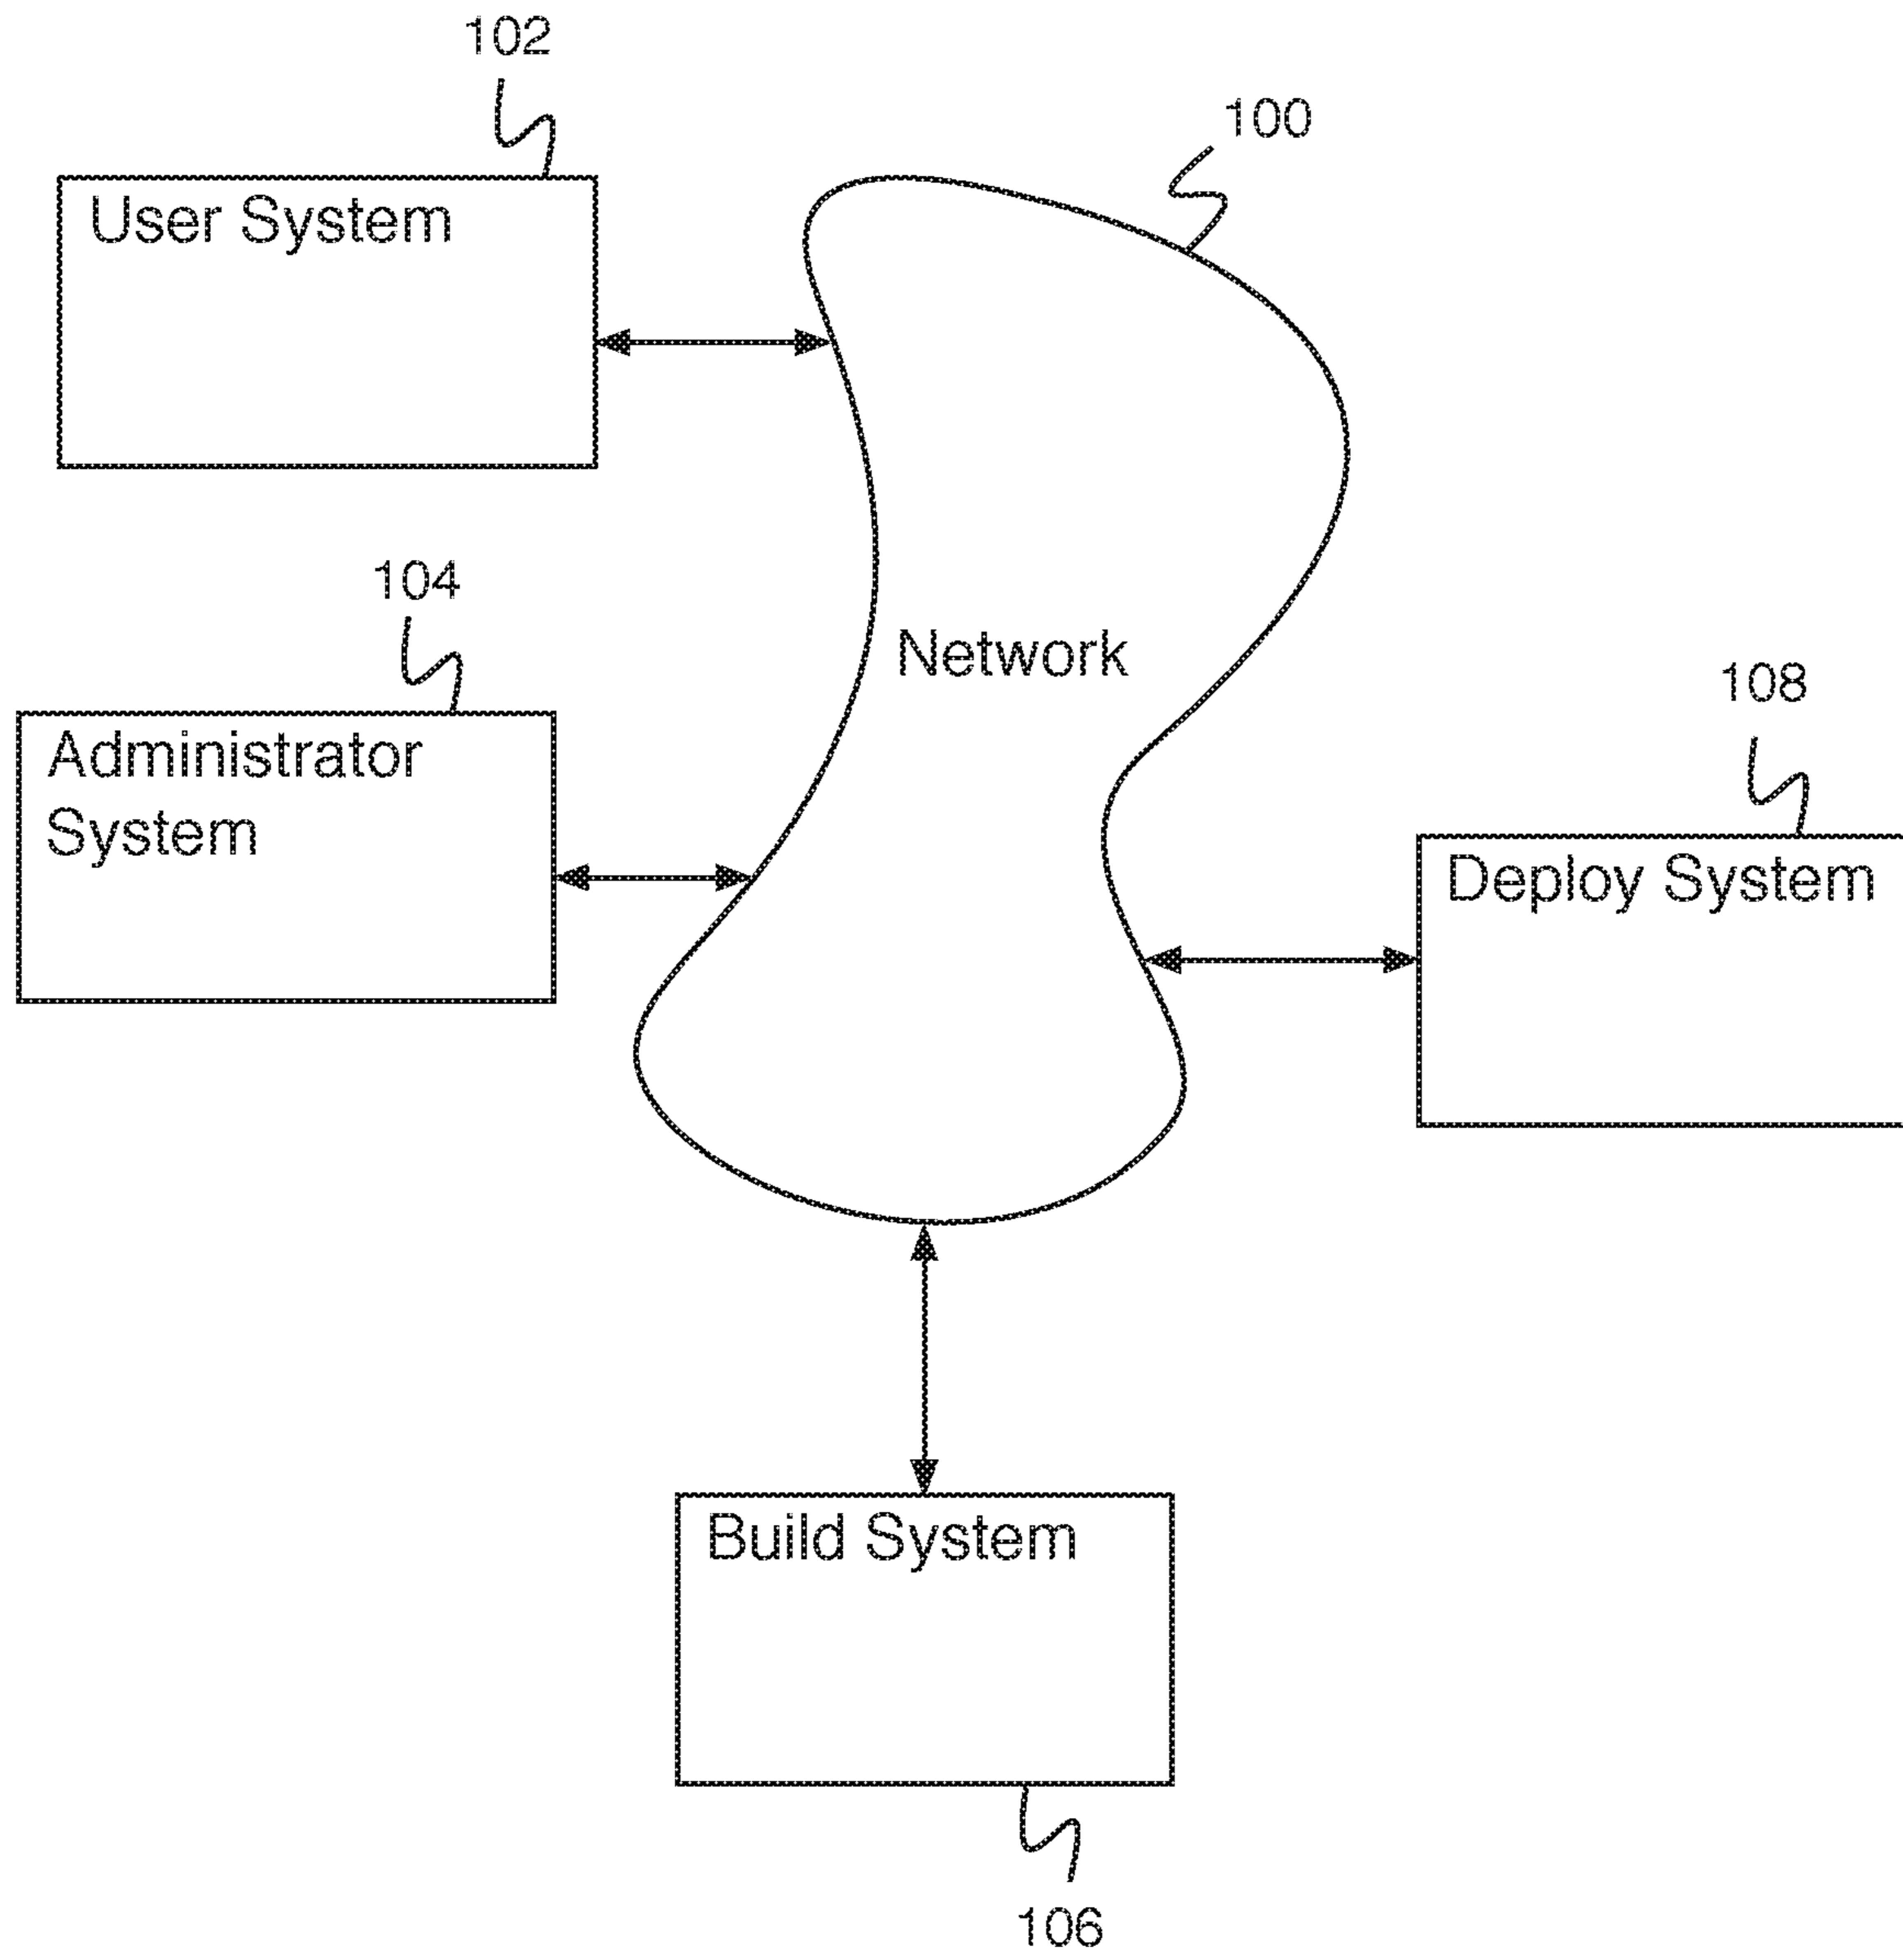 102
100
User System
104
Network
Administrator
System
108
Deploy System
Build System
106